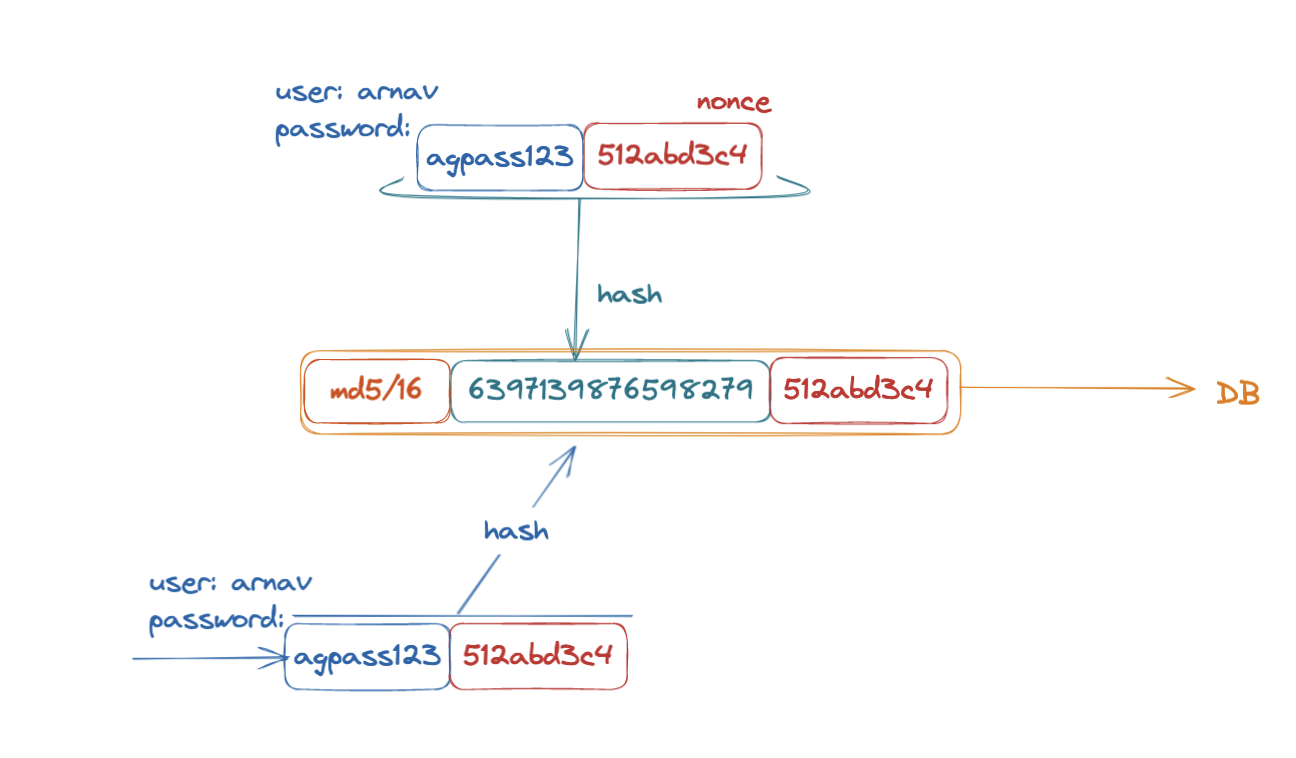 user: arnav
nonce
password:
agpass123 512abd3c4
hash
md5/16 6397139876598279 512abd3c4
DB
hash
user: arnav
password:
agpass123 512abd3c4